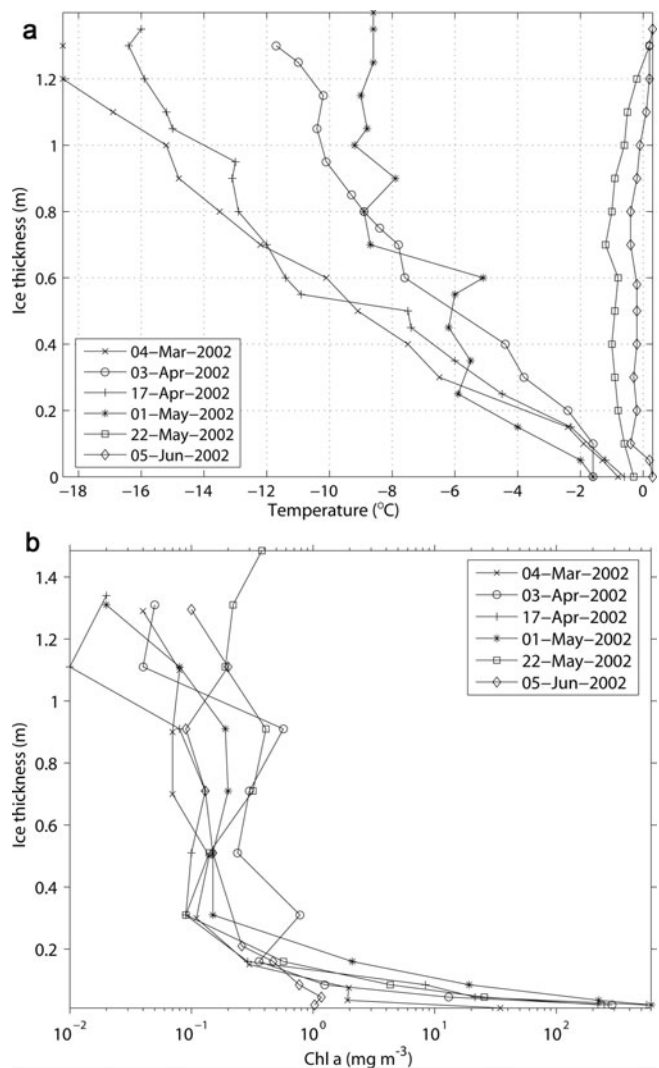 a
1.2
1
0.8
0.6
0.4
0.2
0
Ice thickness (m)
04−Mar−2002
03−Apr−2002
17−Apr−2002
01−May−2002
22−May−2002
05−Jun−2002
−18 −16 −14 −12 −10 −8 −6 −4 −2 0
Temperature (°C)
b
1.4
1.2
1
0.8
0.6
0.4
0.2
Ice thickness (m)
04−Mar−2002
03−Apr−2002
17−Apr−2002
01−May−2002
22−May−2002
05−Jun−2002
10⁻² 10⁻¹ 10⁰ 10¹ 10²
Chl a (mg m⁻³)